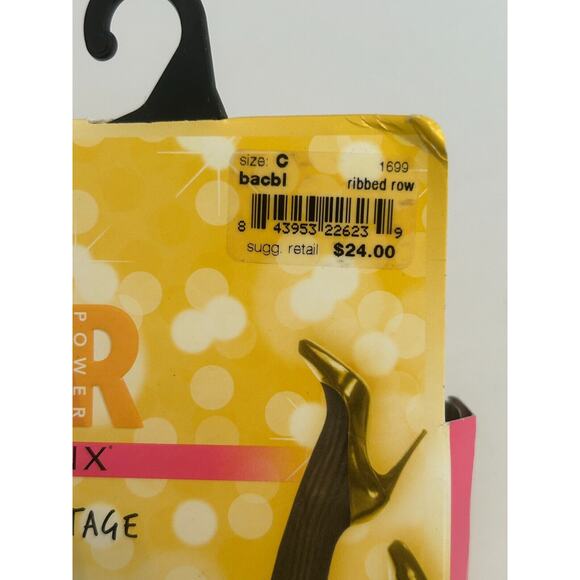 size: C 1699
bacbl ribbed row
8 43953 22623 9
sugg. retail $24.00
R
POWER
IX
TAGE